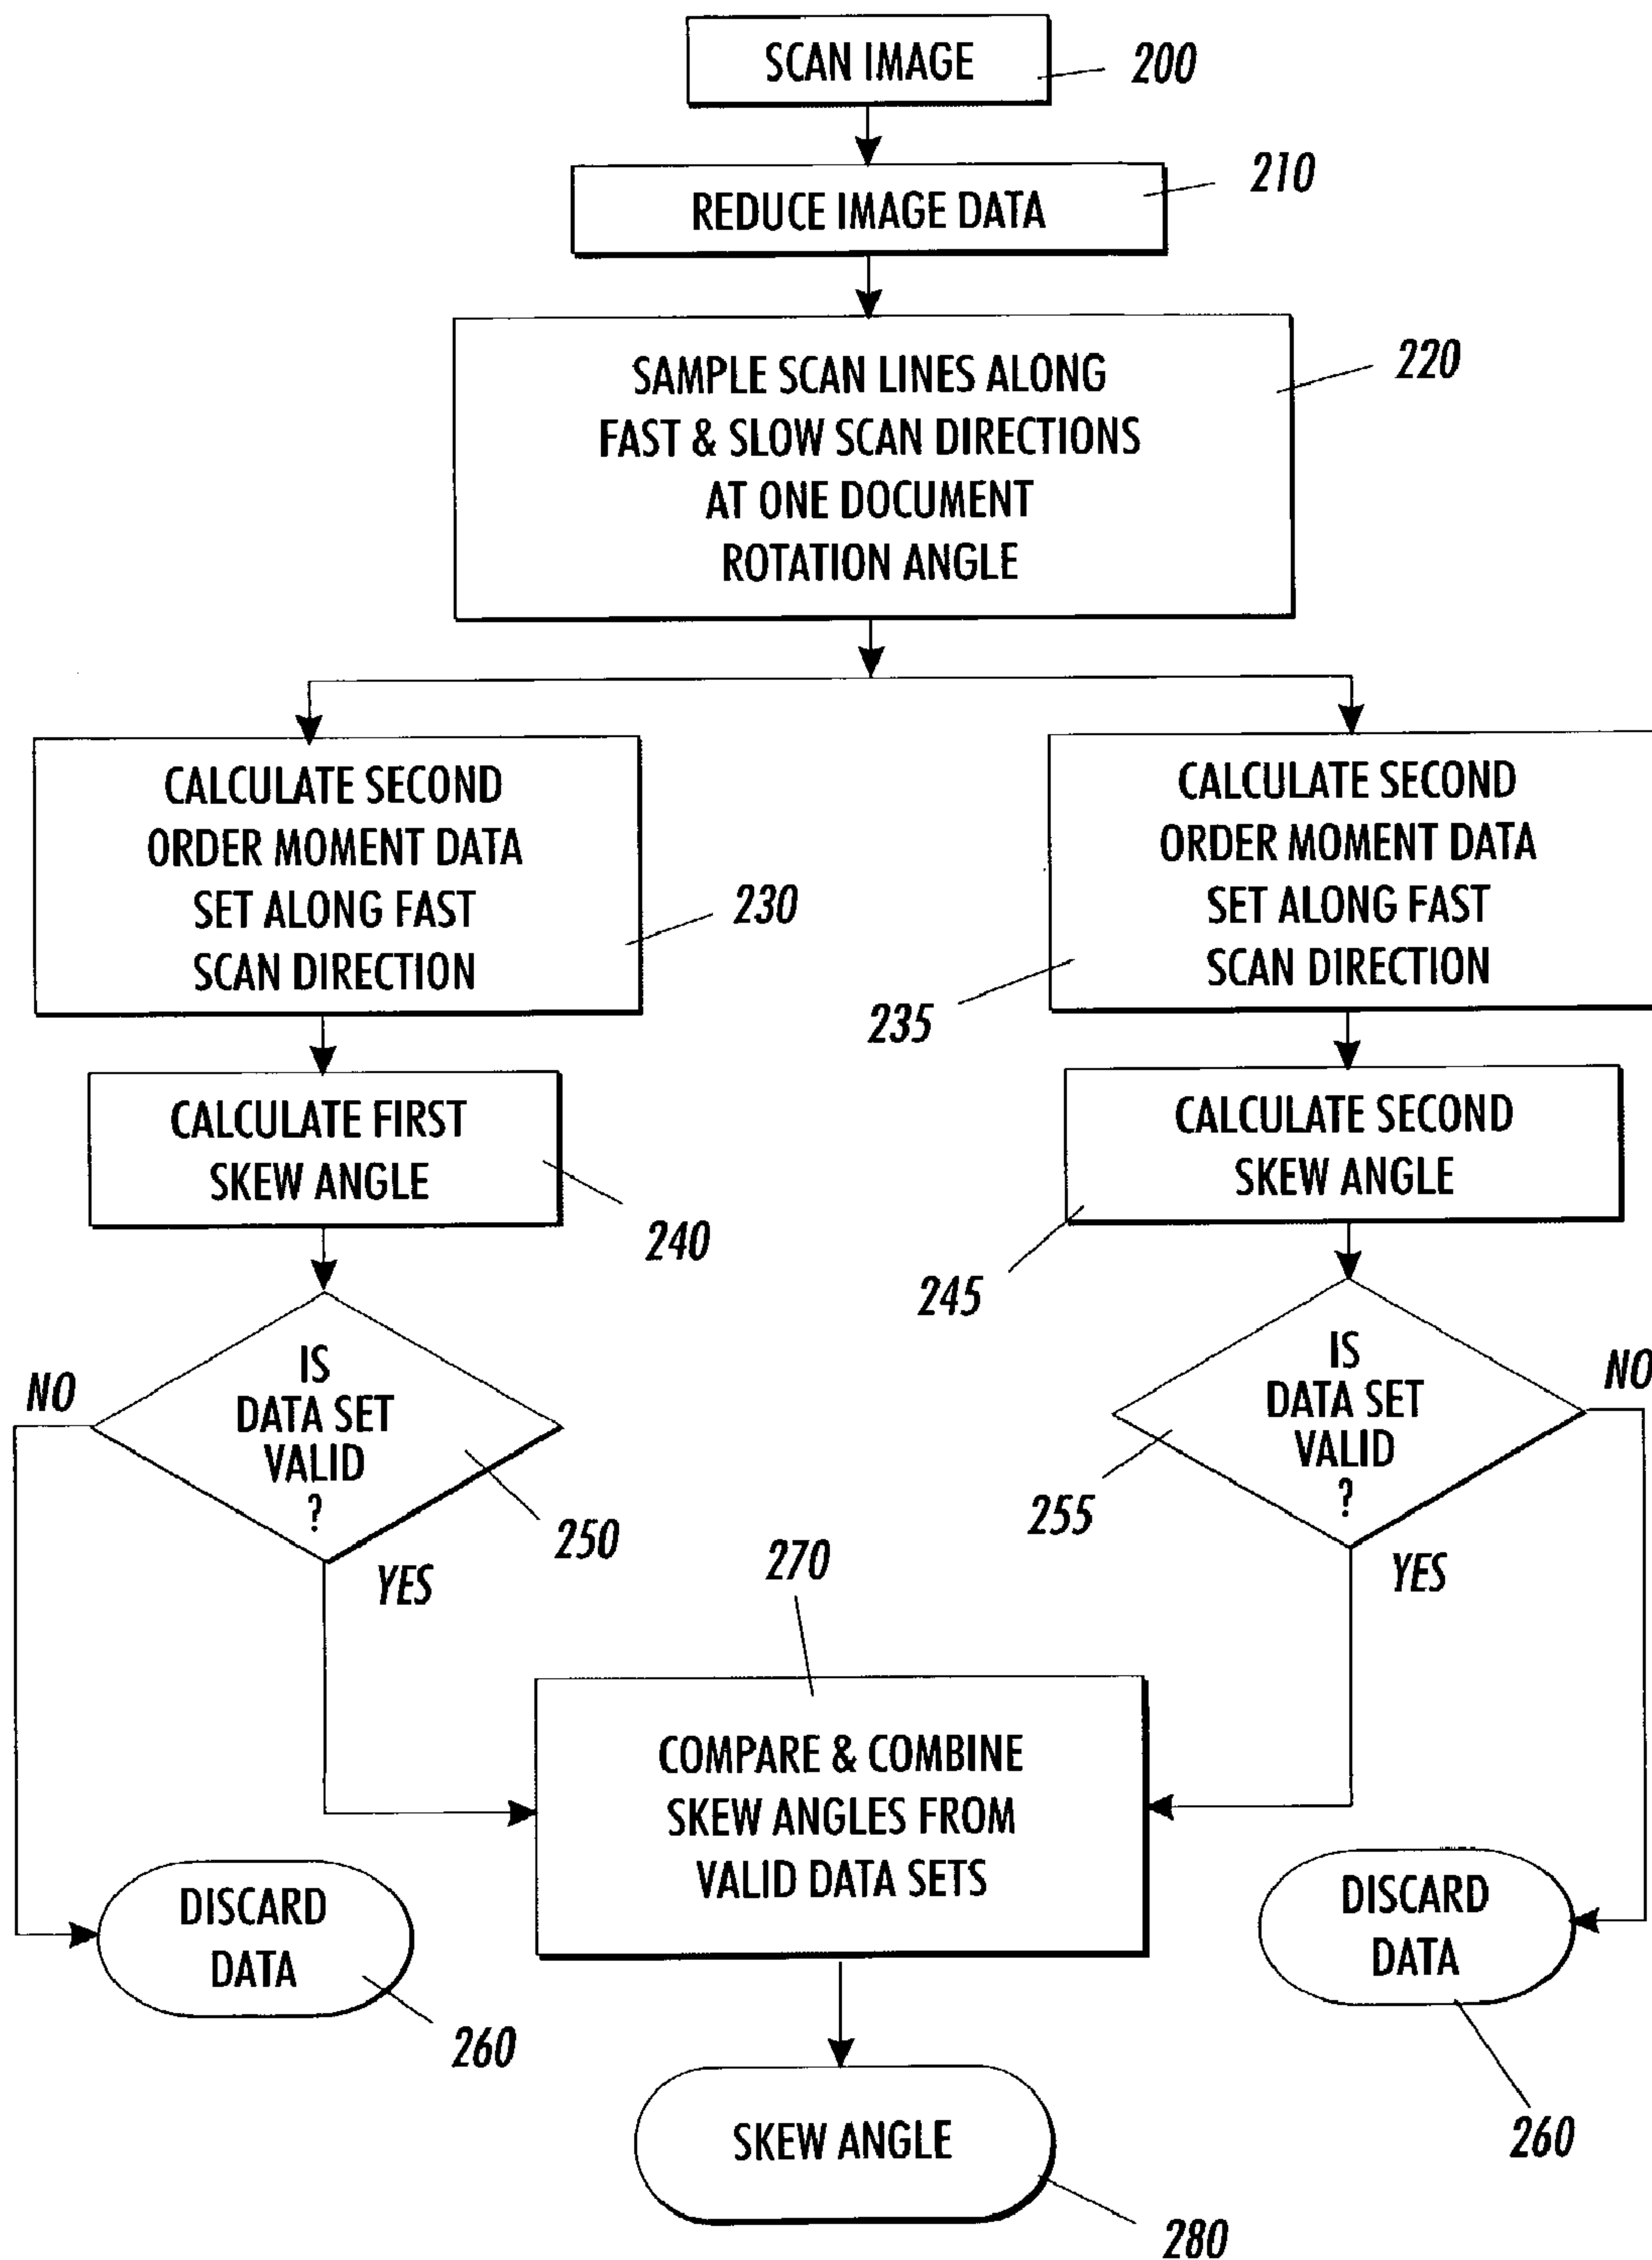 SCAN IMAGE
200
REDUCE IMAGE DATA
210
SAMPLE SCAN LINES ALONG
FAST & SLOW SCAN DIRECTIONS
AT ONE DOCUMENT
ROTATION ANGLE
220
CALCULATE SECOND
ORDER MOMENT DATA
SET ALONG FAST
SCAN DIRECTION
230
CALCULATE SECOND
ORDER MOMENT DATA
SET ALONG FAST
SCAN DIRECTION
235
CALCULATE FIRST
SKEW ANGLE
240
CALCULATE SECOND
SKEW ANGLE
245
IS
DATA SET
VALID
?
NO
YES
250
IS
DATA SET
VALID
?
NO
YES
255
270
COMPARE & COMBINE
SKEW ANGLES FROM
VALID DATA SETS
DISCARD
DATA
260
DISCARD
DATA
260
SKEW ANGLE
280